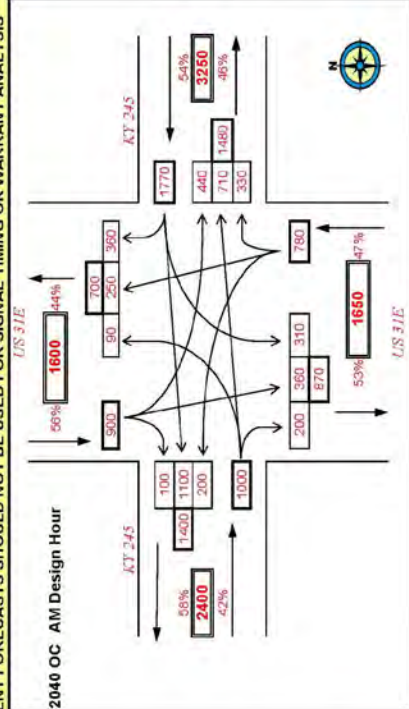 ENT FORECASTS SHOULD NOT BE USED FOR SIGNAL TIMING OR WARRANT ANALYSIS
2040 OC AM Design Hour
US 31E
56% 1600 44%
900
700
90 250 360
N
KY 245
1400
100
1100
200
58%
2400
42%
1000
KY 245
54%
3250
46%
1770
1480
440
710
330
200 360 310
870
780
53% 1650 47%
US 31E